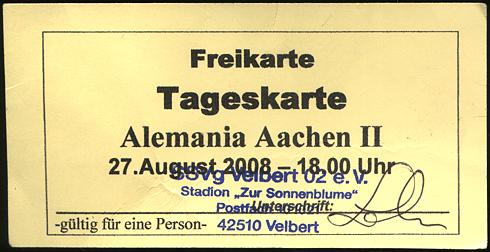 Freikarte
Tageskarte
Alemania Aachen II
27.August 2008 – 18.00 Uhr
SSVg Velbert 02 e. V.
Stadion „Zur Sonnenblume"
Unterschrift:
Postfach
-gültig für eine Person- 42510 Velbert